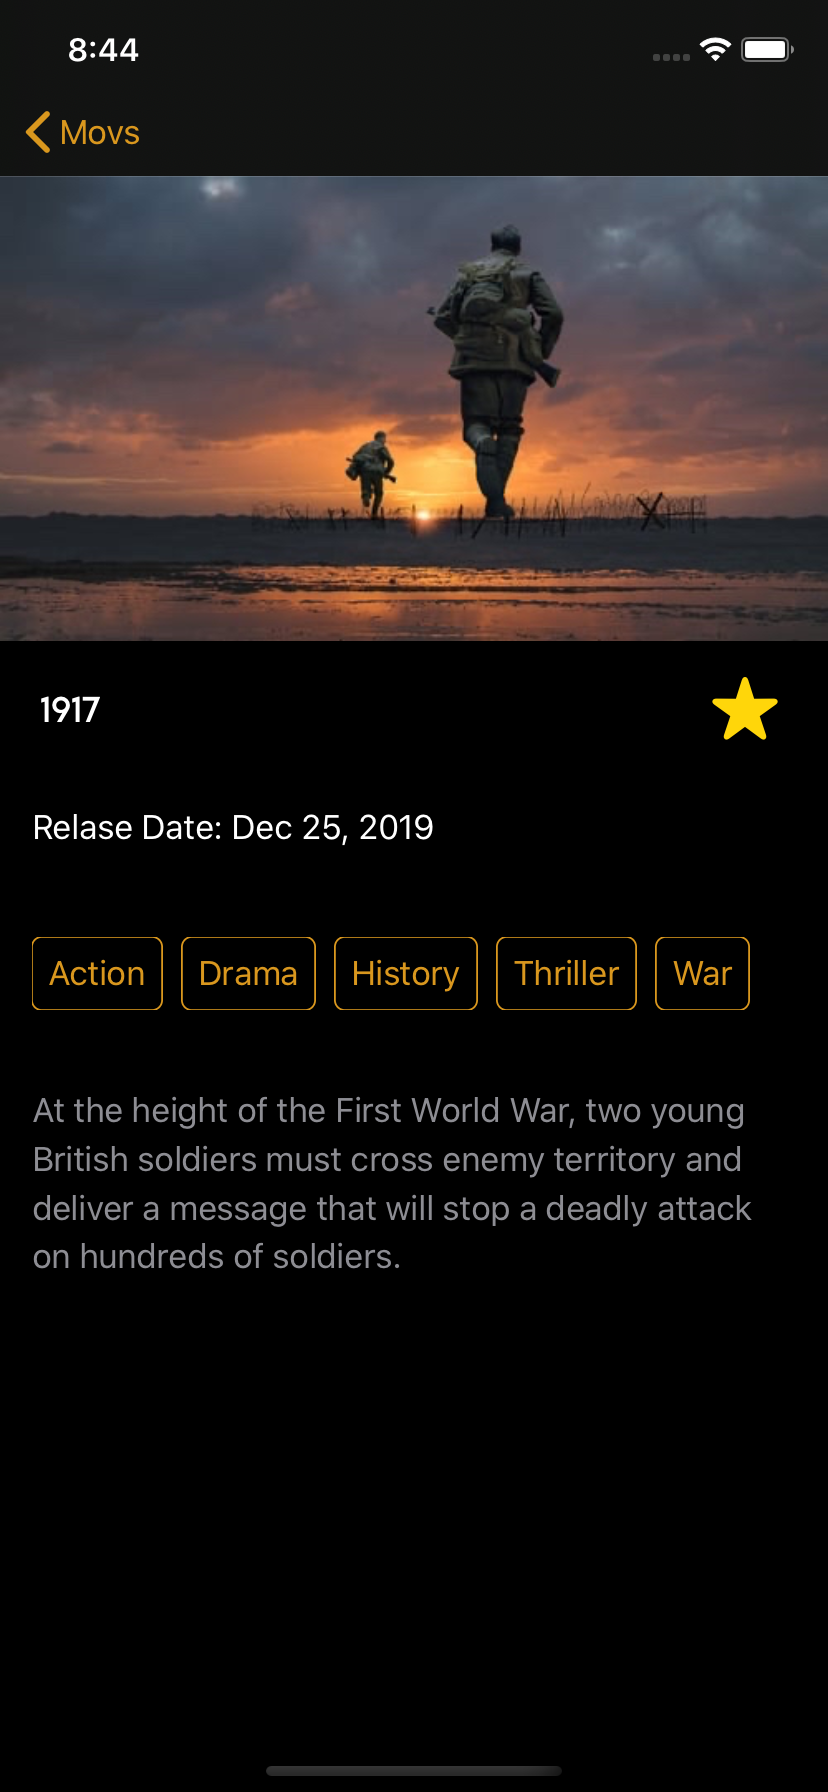 8:44
Movs
1917
Relase Date: Dec 25, 2019
Action Drama History Thriller War
At the height of the First World War, two young
British soldiers must cross enemy territory and
deliver a message that will stop a deadly attack
on hundreds of soldiers.